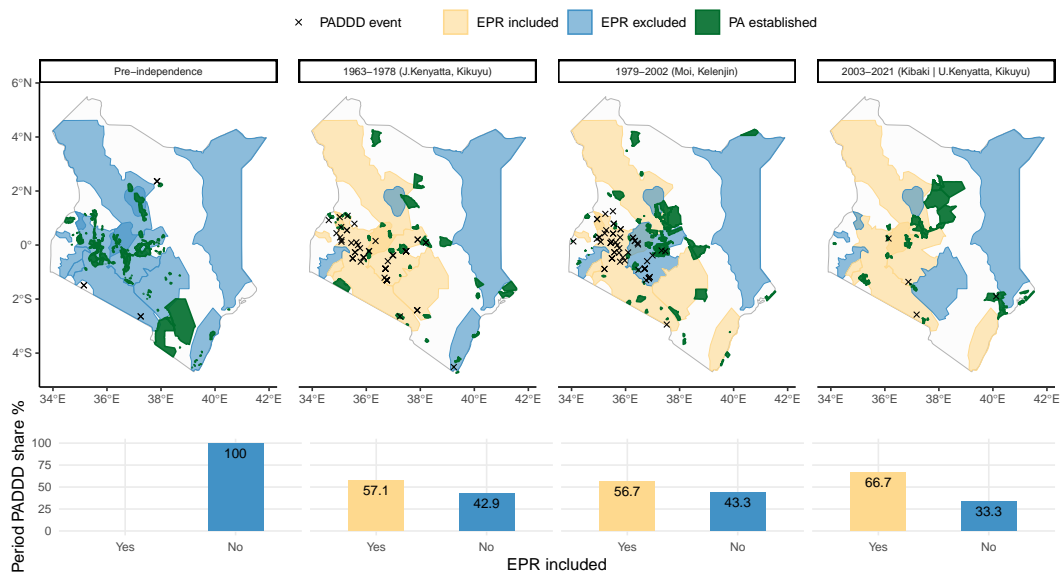 PADDD event EPR included EPR excluded PA established
Pre−independence 1963−1978 (J.Kenyatta, Kikuyu) 1979−2002 (Moi, Kelenjin) 2003−2021 (Kibaki | U.Kenyatta, Kikuyu)
6°N
4°N
2°N
0°
2°S
4°S
34°E 36°E 38°E 40°E 42°E 34°E 36°E 38°E 40°E 42°E 34°E 36°E 38°E 40°E 42°E 34°E 36°E 38°E 40°E 42°E
Period PADDD share %
100
75
50
25
0
100
57.1 42.9
56.7 43.3
66.7 33.3
Yes No Yes No Yes No Yes No
EPR included